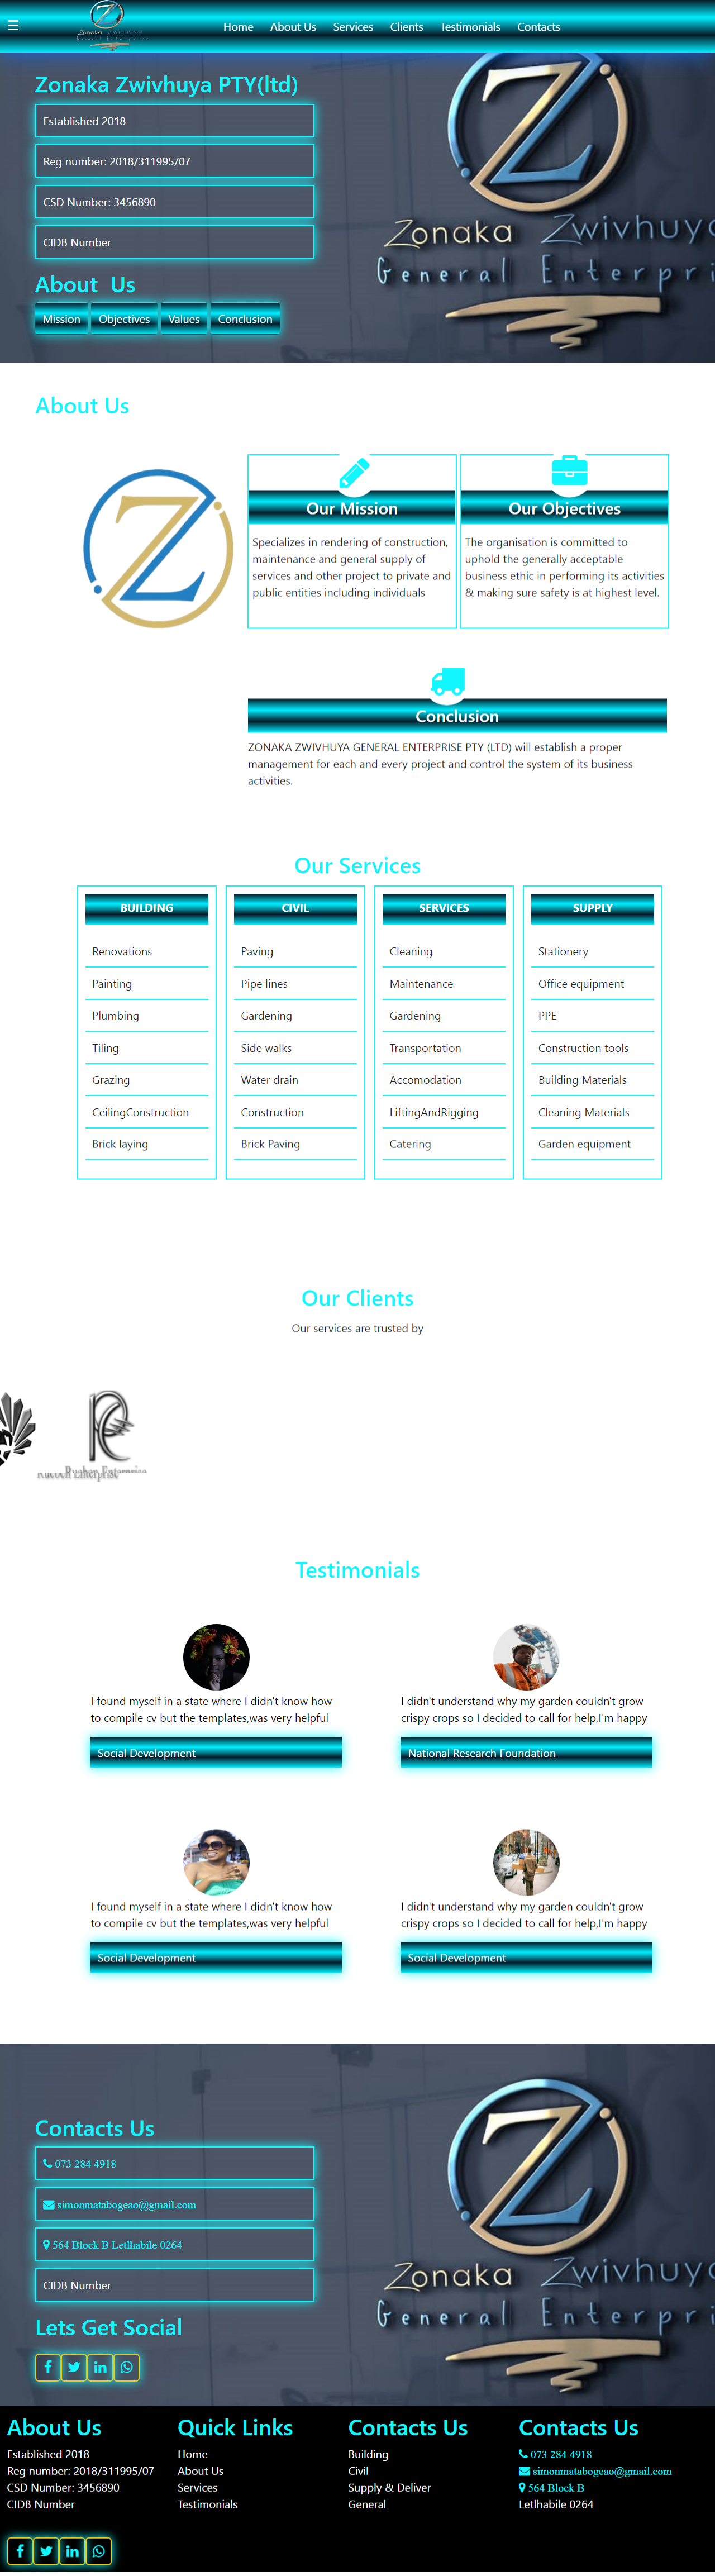 ☰
Zonaka Zwivhuya
General Enterprise
Home About Us Services Clients Testimonials Contacts
Zonaka Zwivhuya PTY(ltd)
Established 2018
Reg number: 2018/311995/07
CSD Number: 3456890
CIDB Number
Zonaka Zwivhuya
General Enterpri
About Us
Mission Objectives Values Conclusion
About Us
Our Mission
Specializes in rendering of construction,
maintenance and general supply of
services and other project to private and
public entities including individuals
Our Objectives
The organisation is committed to
uphold the generally acceptable
business ethic in performing its activities
& making sure safety is at highest level.
Conclusion
ZONAKA ZWIVHUYA GENERAL ENTERPRISE PTY (LTD) will establish a proper
management for each and every project and control the system of its business
activities.
Our Services
BUILDING
Renovations
Painting
Plumbing
Tiling
Grazing
CeilingConstruction
Brick laying
CIVIL
Paving
Pipe lines
Gardening
Side walks
Water drain
Construction
Brick Paving
SERVICES
Cleaning
Maintenance
Gardening
Transportation
Accomodation
LiftingAndRigging
Catering
SUPPLY
Stationery
Office equipment
PPE
Construction tools
Building Materials
Cleaning Materials
Garden equipment
Our Clients
Our services are trusted by
Testimonials
I found myself in a state where I didn't know how
to compile cv but the templates,was very helpful
Social Development
I didn't understand why my garden couldn't grow
crispy crops so I decided to call for help,I'm happy
National Research Foundation
I found myself in a state where I didn't know how
to compile cv but the templates,was very helpful
Social Development
I didn't understand why my garden couldn't grow
crispy crops so I decided to call for help,I'm happy
Social Development
Contacts Us
073 284 4918
simonmatabogeao@gmail.com
564 Block B Letlhabile 0264
CIDB Number
Zonaka Zwivhuya
General Enterpri
Lets Get Social
About Us
Established 2018
Reg number: 2018/311995/07
CSD Number: 3456890
CIDB Number
Quick Links
Home
About Us
Services
Testimonials
Contacts Us
Building
Civil
Supply & Deliver
General
Contacts Us
073 284 4918
simonmatabogeao@gmail.com
564 Block B
Letlhabile 0264